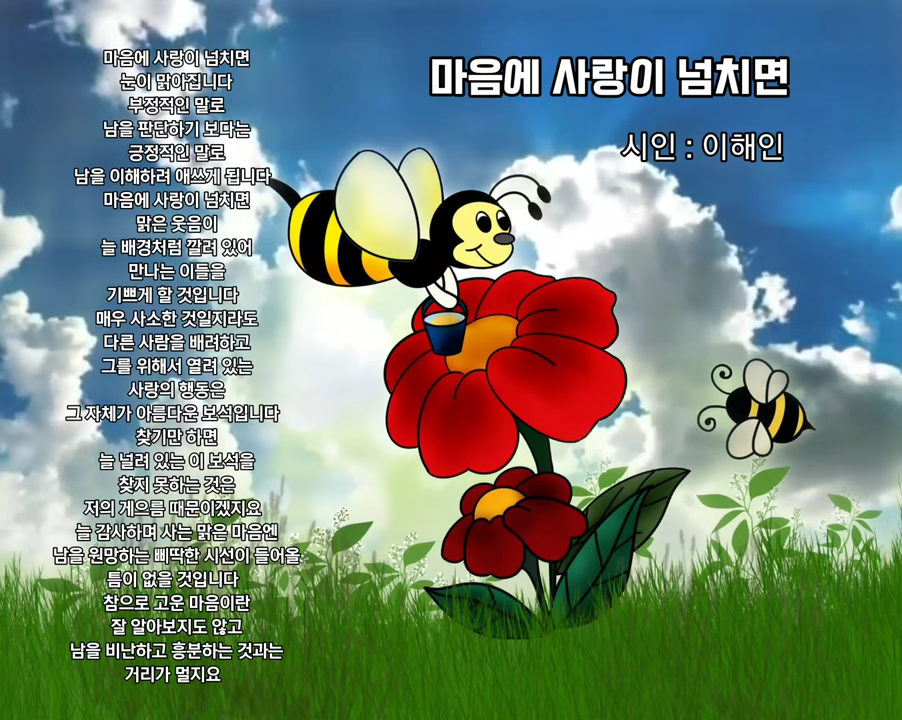 마음에 사랑이 넘치면
시인 : 이해인
마음에 사랑이 넘치면
눈이 맑아집니다
부정적인 말로
남을 판단하기 보다는
긍정적인 말로
남을 이해하려 애쓰게 됩니다
마음에 사랑이 넘치면
맑은 웃음이
늘 배경처럼 깔려 있어
만나는 이들을
기쁘게 할 것입니다
매우 사소한 것일지라도
다른 사람을 배려하고
그를 위해서 열려 있는
사랑의 행동은
그 자체가 아름다운 보석입니다
찾기만 하면
늘 널려 있는 이 보석을
찾지 못하는 것은
저의 게으름 때문이겠지요
늘 감사하며 사는 맑은 마음엔
남을 원망하는 삐딱한 시선이 들어올
틈이 없을 것입니다
참으로 고운 마음이란
잘 알아보지도 않고
남을 비난하고 흥분하는 것과는
거리가 멀지요